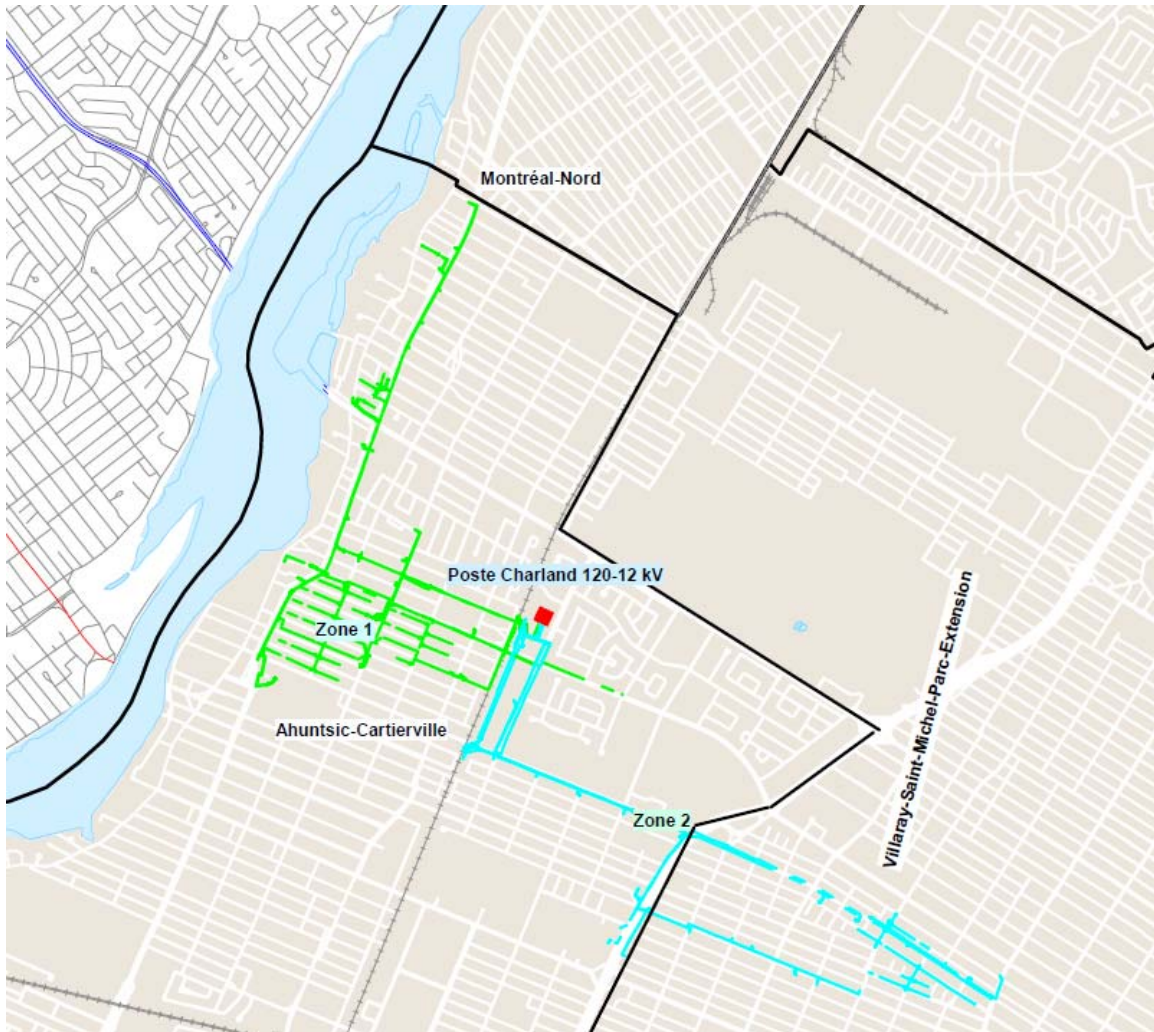 Montréal-Nord
Poste Charland 120-12 kV
Zone 1
Ahuntsic-Cartierville
Zone 2
Villaray-Saint-Michel-Parc-Extension